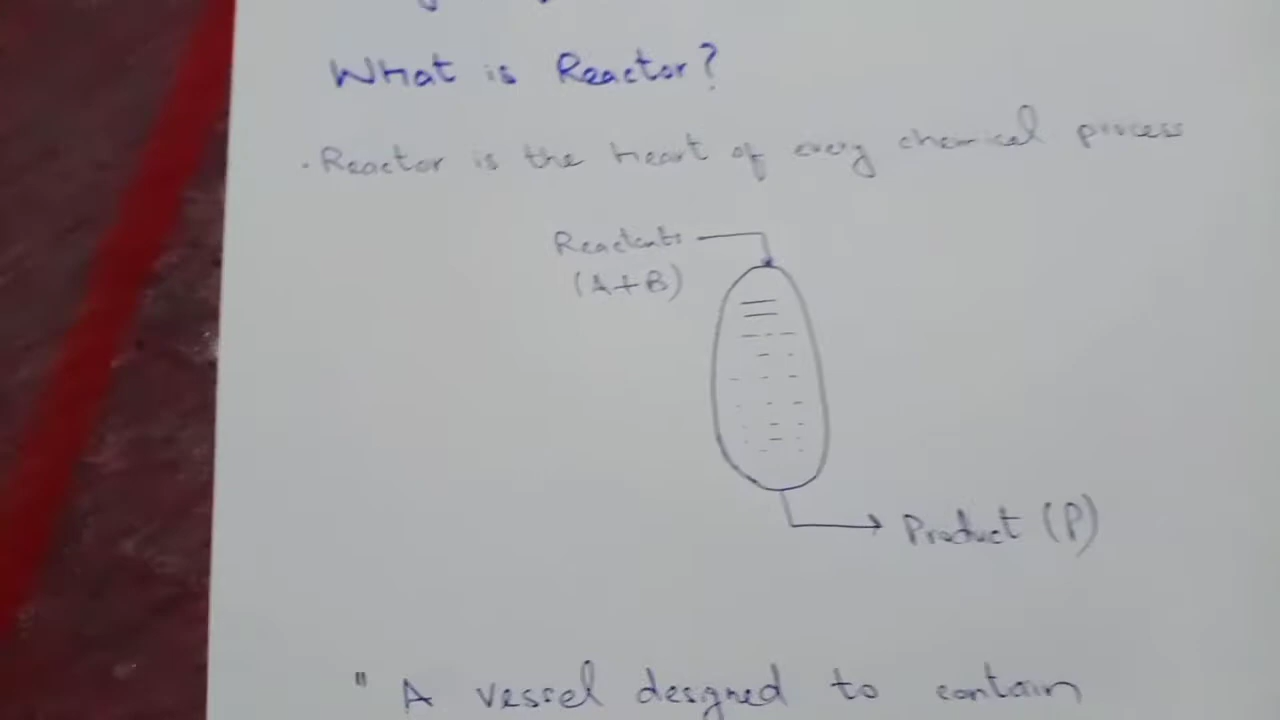 What is Reactor?
· Reactor is the heart of every chemical process
Reactants
(A+B)
Product (P)
" A vessel designed to contain